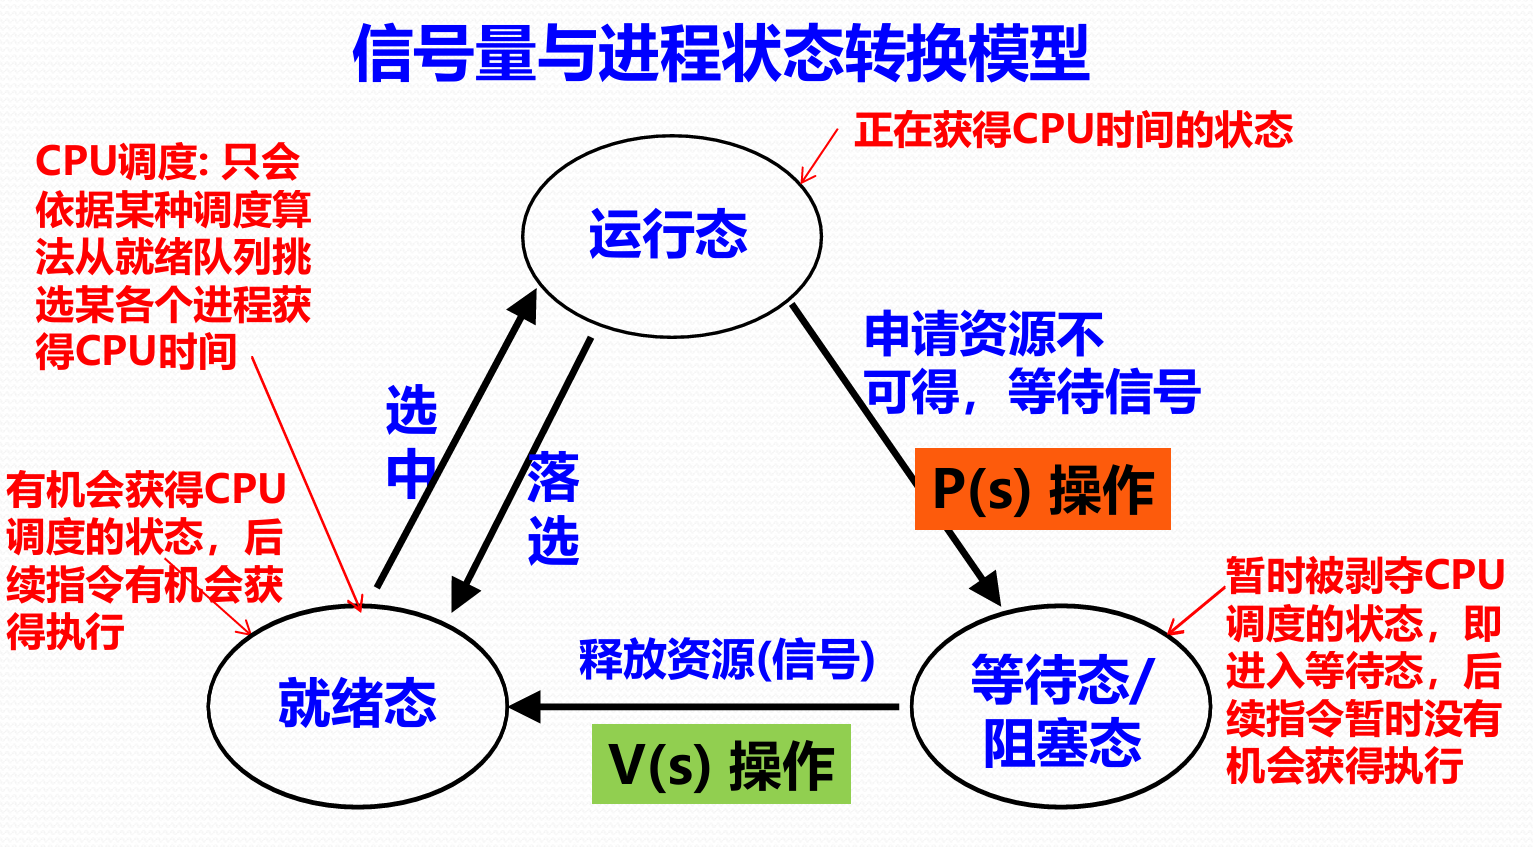 信号量与进程状态转换模型
正在获得CPU时间的状态
CPU调度: 只会
依据某种调度算
法从就绪队列挑
选某各个进程获
得CPU时间
运行态
申请资源不
可得，等待信号
选
中
落
选
P(s) 操作
有机会获得CPU
调度的状态，后
续指令有机会获
得执行
暂时被剥夺CPU
调度的状态，即
进入等待态，后
续指令暂时没有
机会获得执行
释放资源(信号)
就绪态
等待态/
阻塞态
V(s) 操作